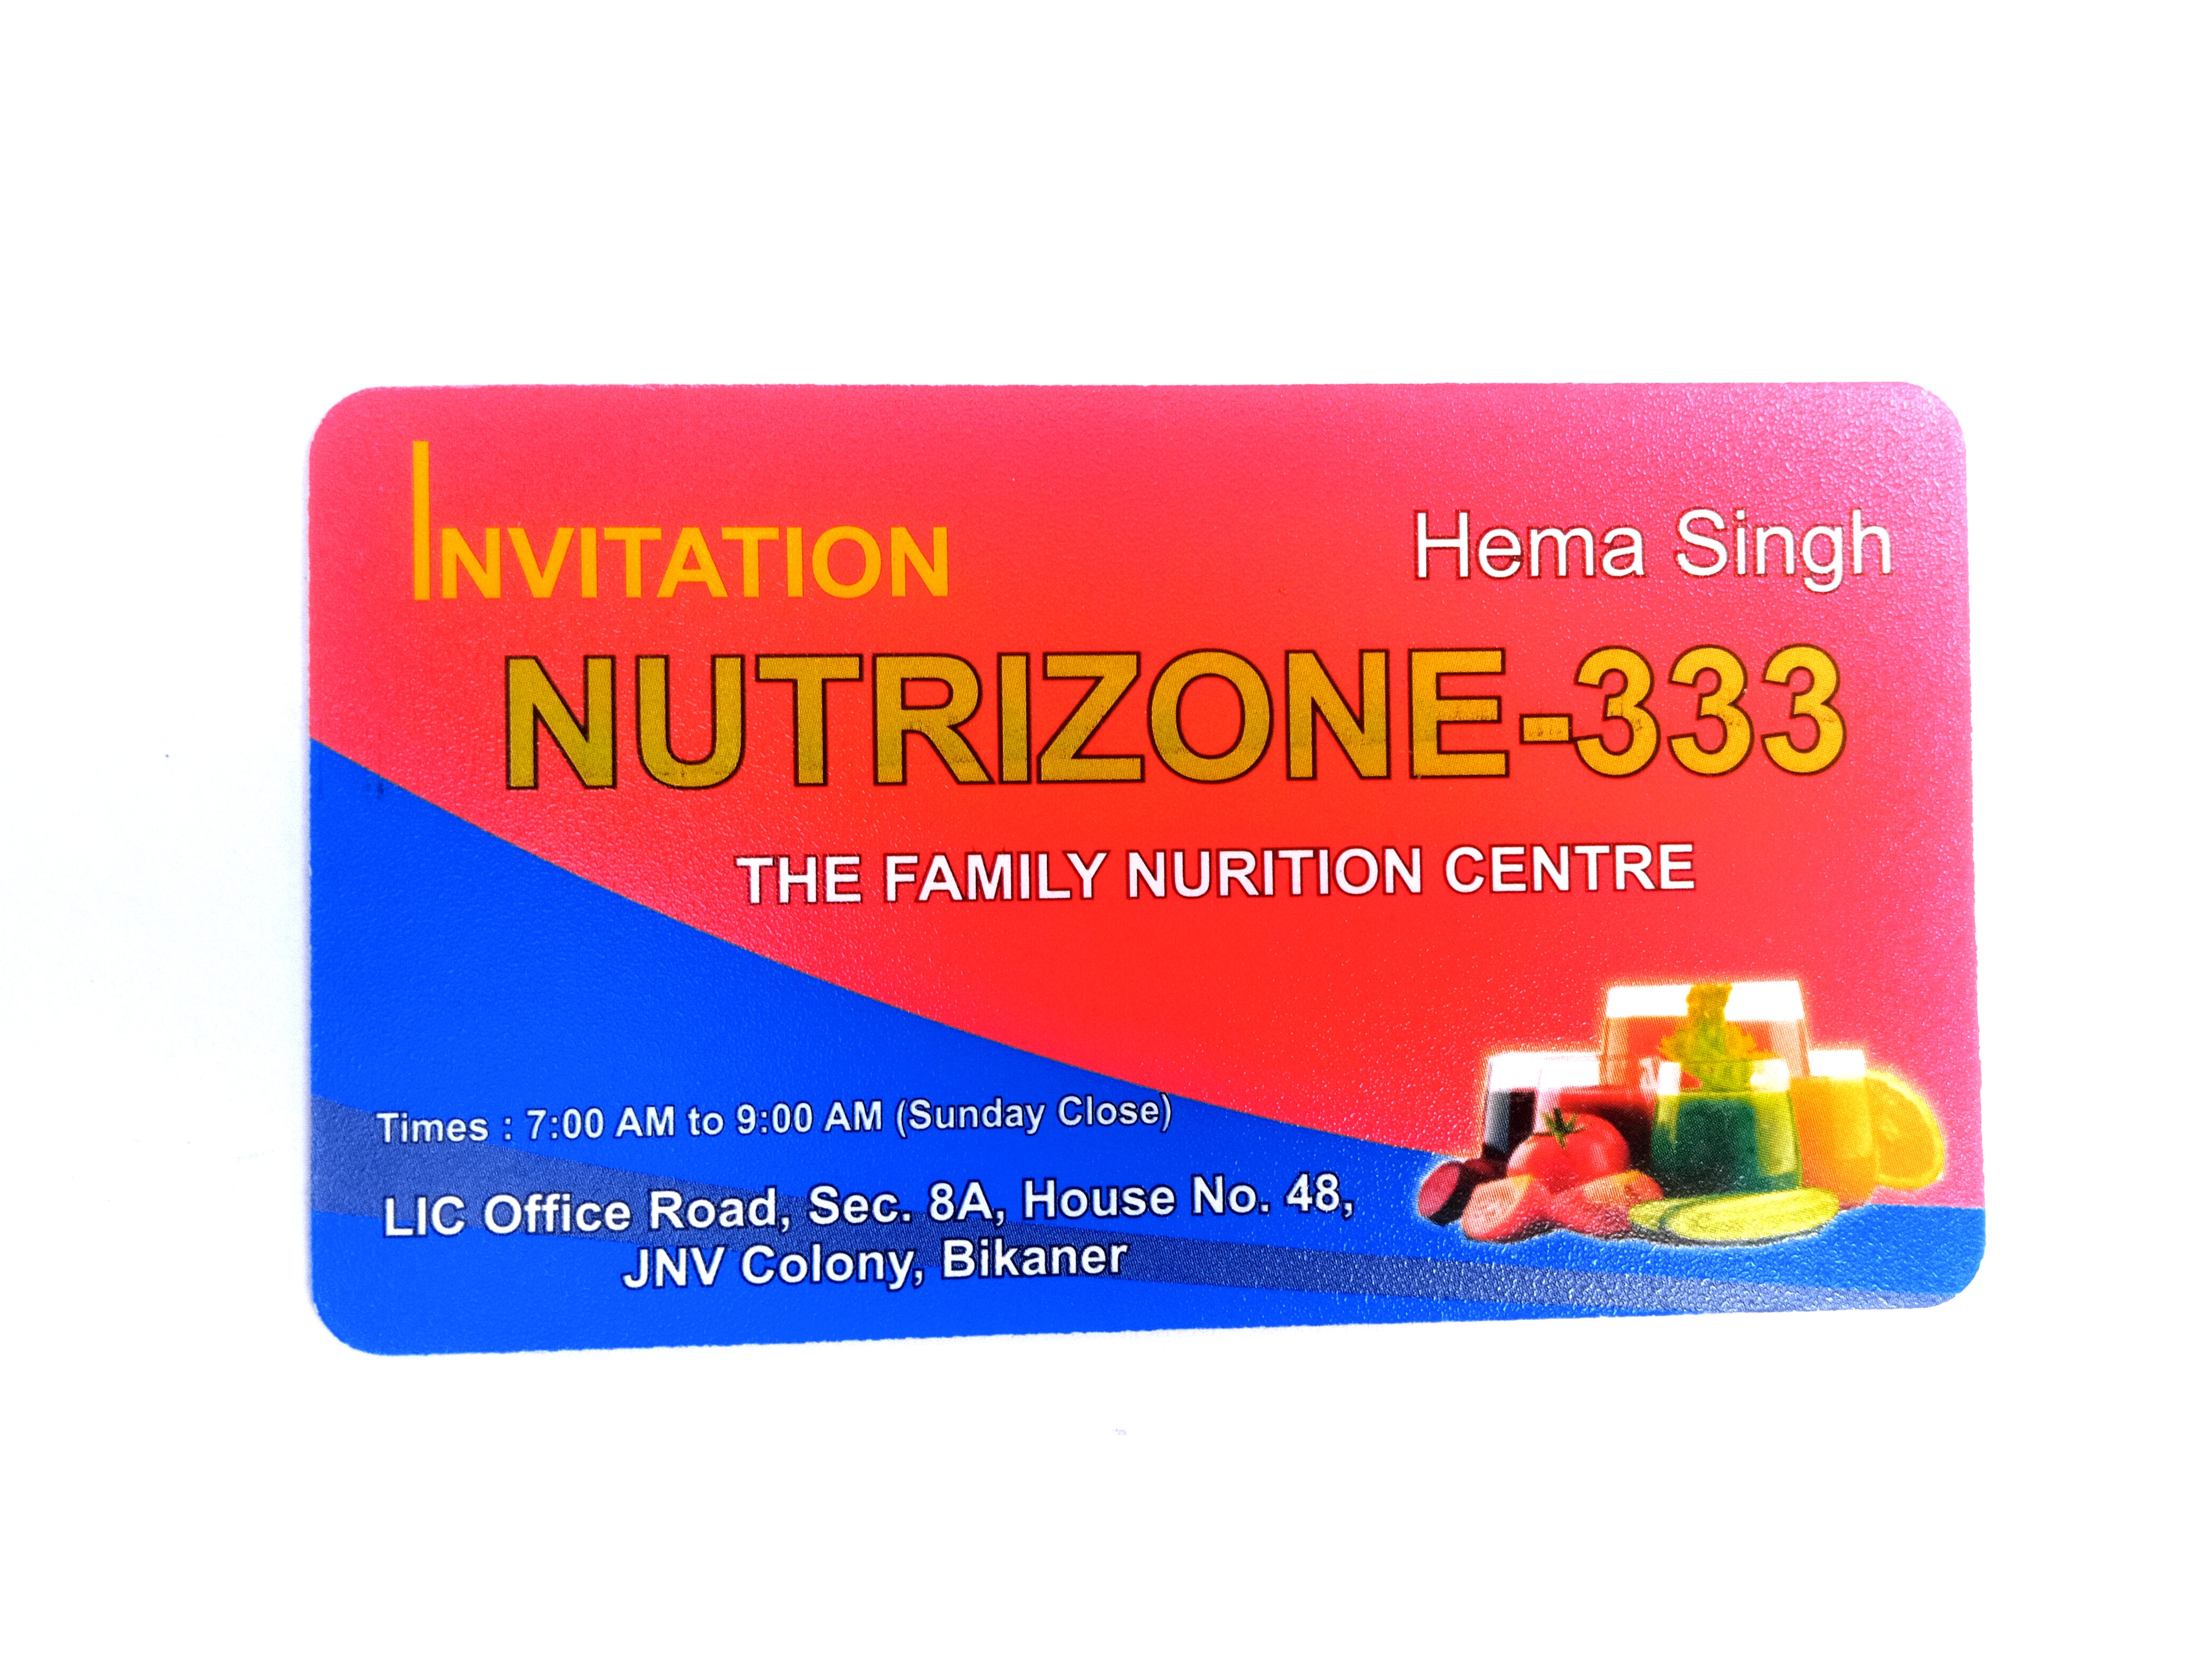 INVITATION
Hema Singh
NUTRIZONE-333
THE FAMILY NURITION CENTRE
Times : 7:00 AM to 9:00 AM (Sunday Close)
LIC Office Road, Sec. 8A, House No. 48,
JNV Colony, Bikaner